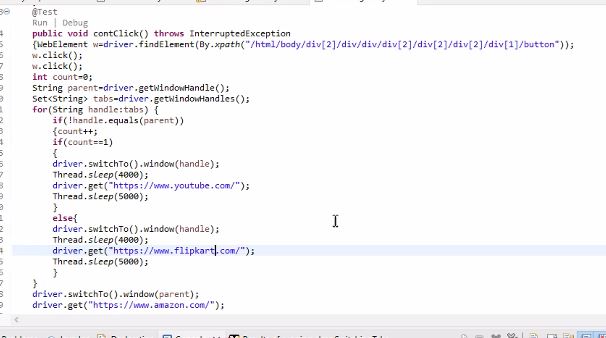 @Test
Run | Debug
public void contClick() throws InterruptedException
{WebElement w=driver.findElement(By.xpath("/html/body/div[2]/div/div/div[2]/div[2]/div[2]/div[1]/button"));
w.click();
w.click();
int count=0;
String parent=driver.getWindowHandle();
Set<String> tabs=driver.getWindowHandles();
for(String handle:tabs) {
if(!handle.equals(parent))
{count++;
if(count==1)
{
driver.switchTo().window(handle);
Thread.sleep(4000);
driver.get("https://www.youtube.com/");
Thread.sleep(5000);
}
else{
driver.switchTo().window(handle);
Thread.sleep(4000);
driver.get("https://www.flipkart.com/");
Thread.sleep(5000);
}
}
driver.switchTo().window(parent);
driver.get("https://www.amazon.com/");